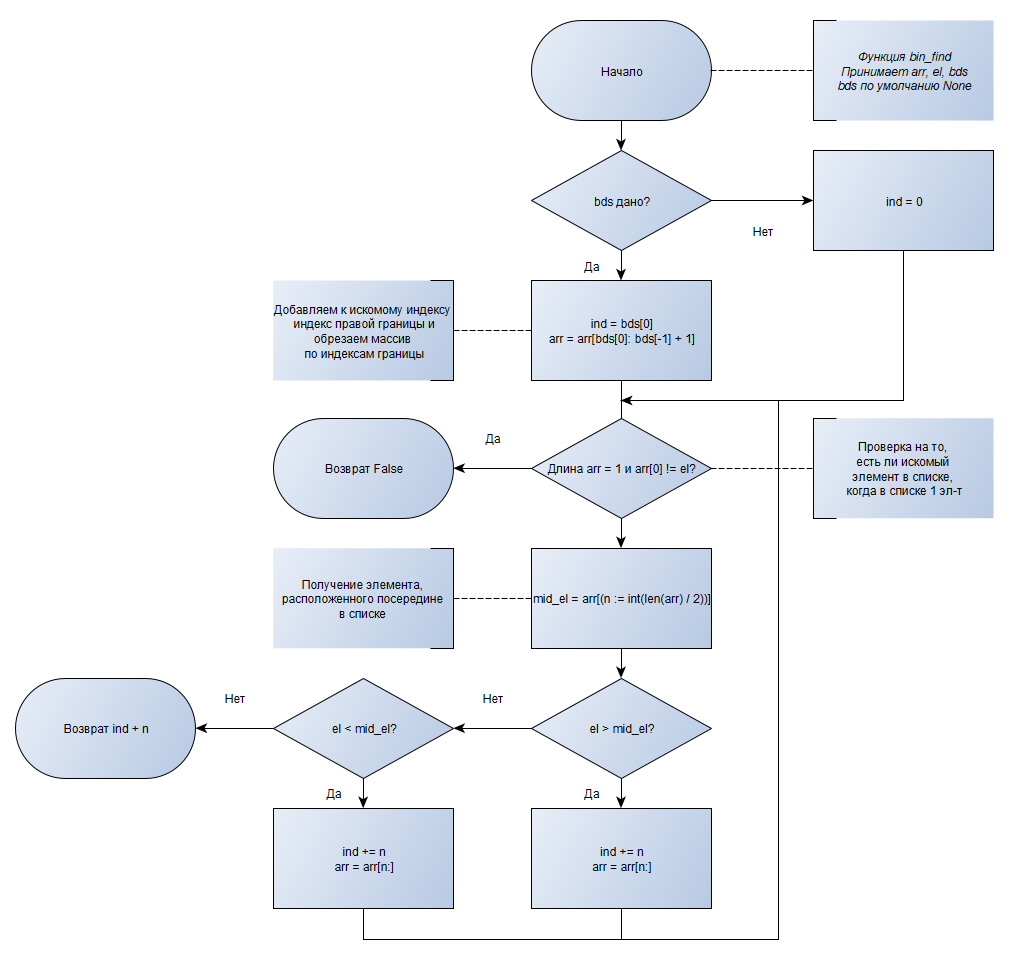 Начало
Функция bin_find
Принимает arr, el, bds
bds по умолчанию None
bds дано?
Нет
ind = 0
Да
Добавляем к искомому индексу
индекс правой границы и
обрезаем массив
по индексам границы
ind = bds[0]
arr = arr[bds[0]: bds[-1] + 1]
Да
Возврат False
Длина arr = 1 и arr[0] != el?
Проверка на то,
есть ли искомый
элемент в списке,
когда в списке 1 эл-т
Получение элемента,
расположенного посередине
в списке
mid_el = arr[(n := int(len(arr) / 2))]
Нет
Нет
Возврат ind + n
el < mid_el?
el > mid_el?
Да
Да
ind += n
arr = arr[n:]
ind += n
arr = arr[n:]